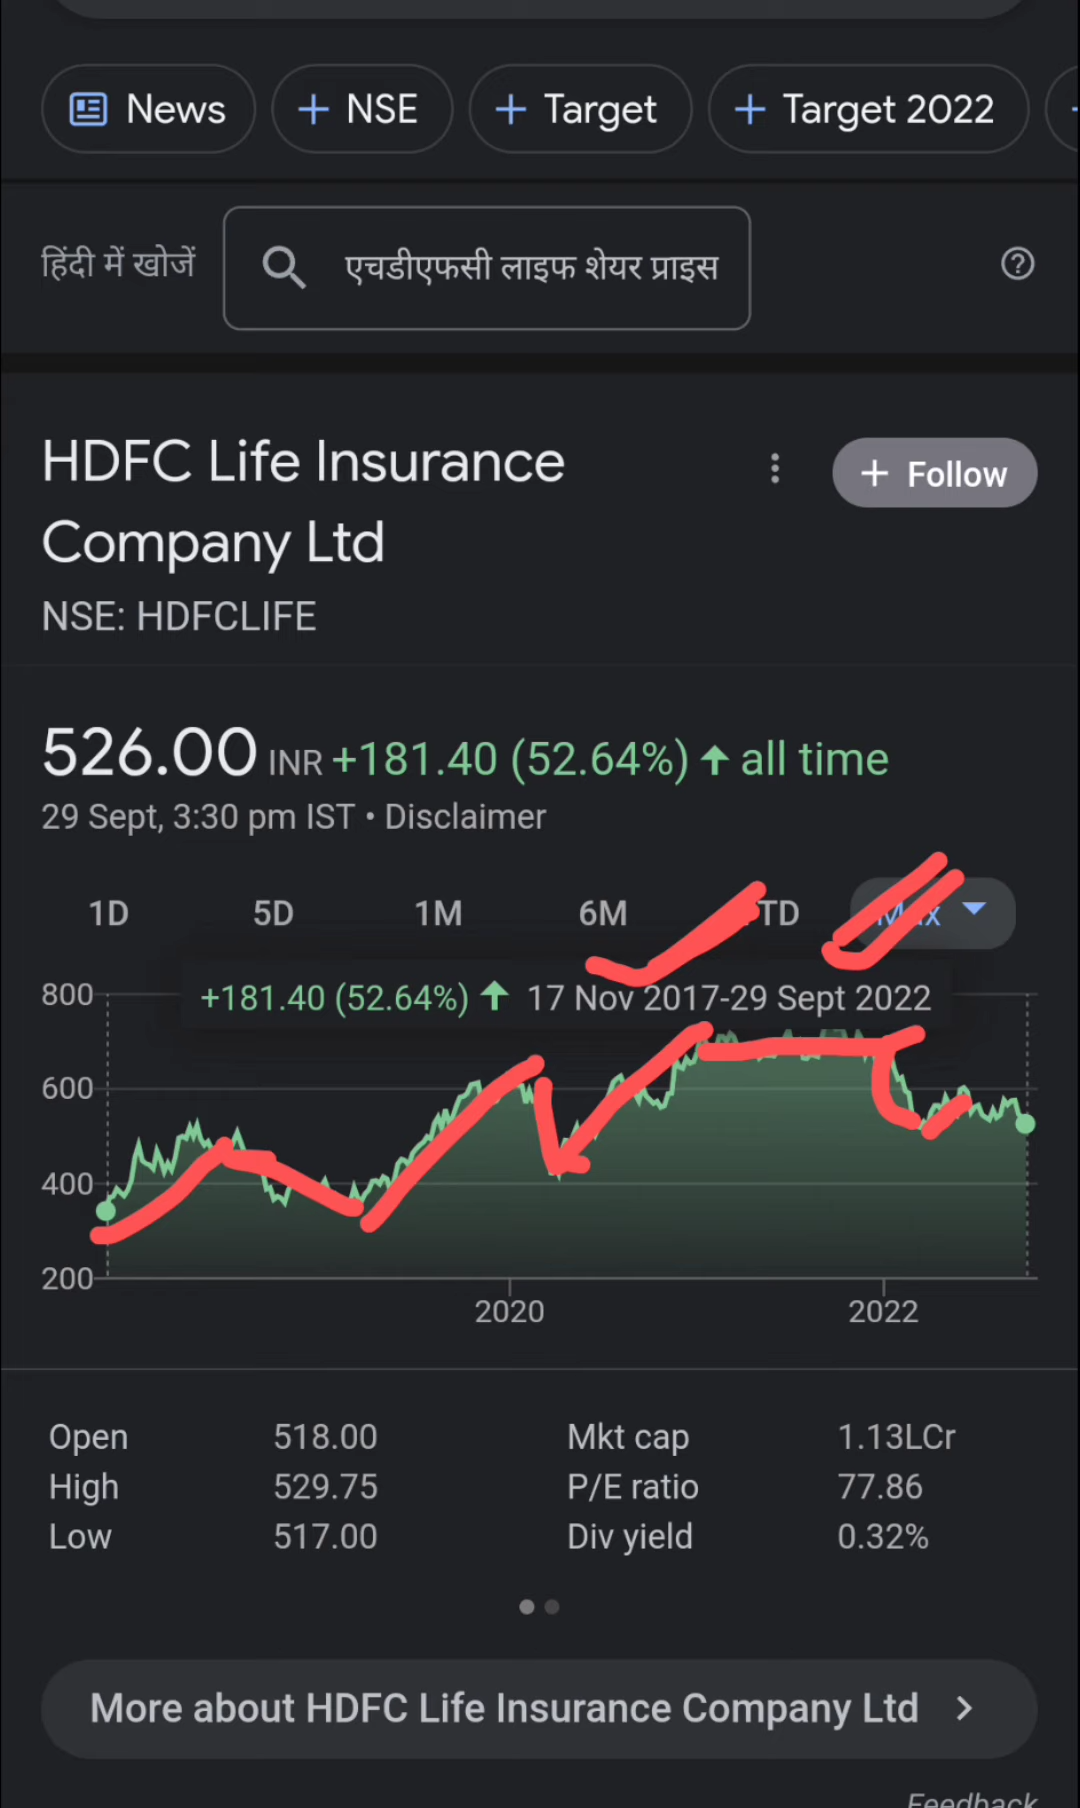 News
NSE
Target
Target 2022
हिंदी में खोजें
एचडीएफसी लाइफ शेयर प्राइस
HDFC Life Insurance
Company Ltd
Follow
NSE: HDFCLIFE
526.00 INR +181.40 (52.64%) ↑ all time
29 Sept, 3:30 pm IST • Disclaimer
1D 5D 1M 6M TD Max
+181.40 (52.64%) ↑ 17 Nov 2017-29 Sept 2022
800
600
400
200
2020 2022
Open 518.00 Mkt cap 1.13LCr
High 529.75 P/E ratio 77.86
Low 517.00 Div yield 0.32%
More about HDFC Life Insurance Company Ltd
Feedback